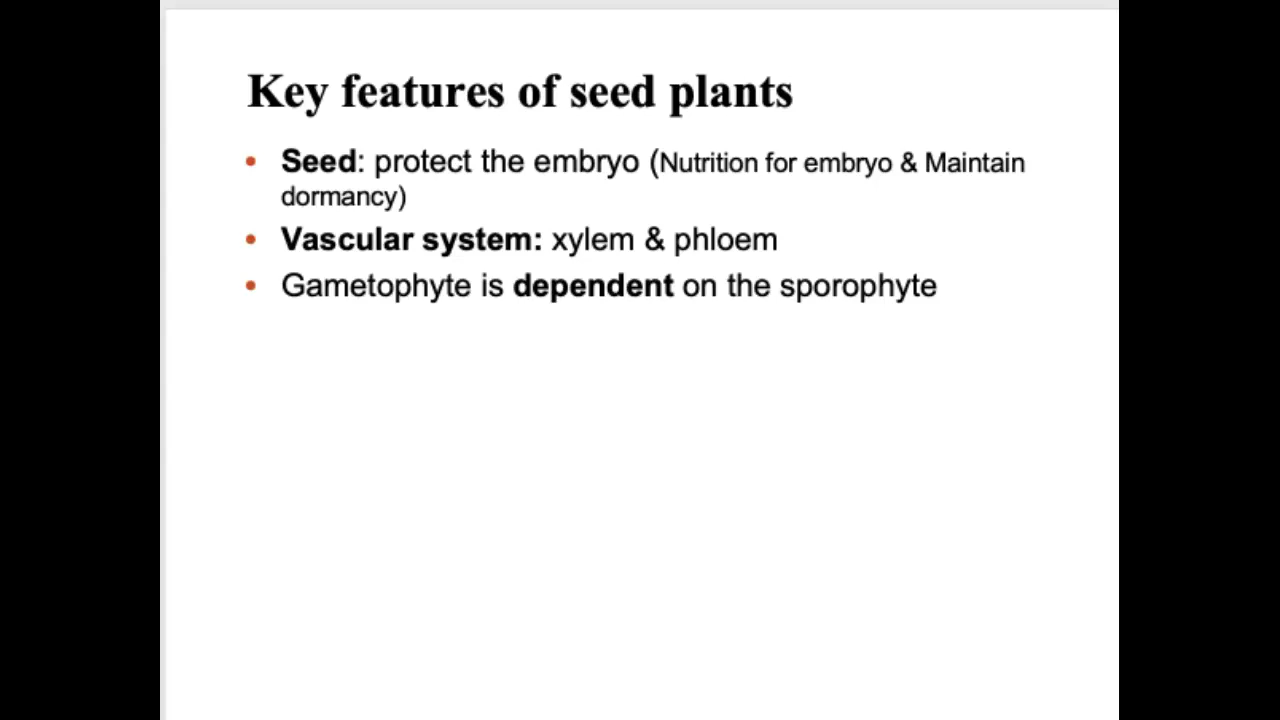 Key features of seed plants
• Seed: protect the embryo (Nutrition for embryo & Maintain
dormancy)
• Vascular system: xylem & phloem
• Gametophyte is dependent on the sporophyte